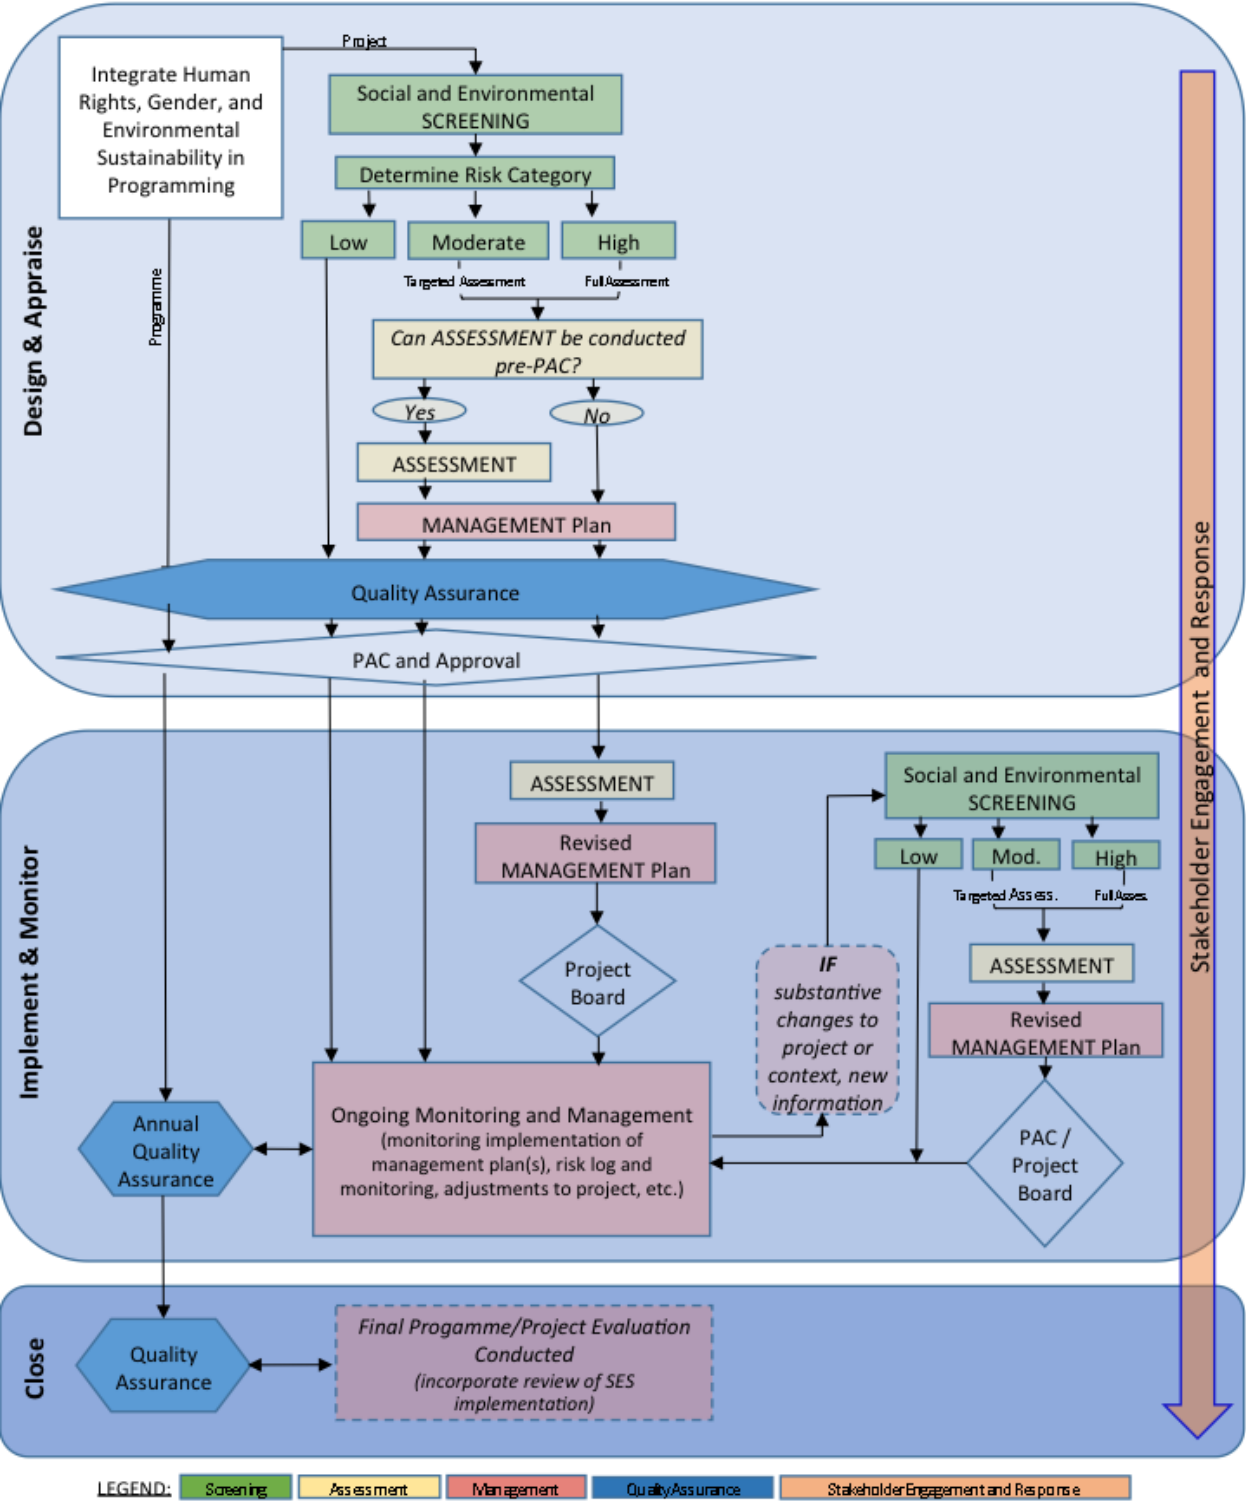 Project
Integrate Human
Rights, Gender, and
Environmental
Sustainability in
Programming
Social and Environmental
SCREENING
Determine Risk Category
Low
Moderate
High
Targeted Assessment
Full Assessment
Programme
Design & Appraise
Can ASSESSMENT be conducted
pre-PAC?
Yes
No
ASSESSMENT
MANAGEMENT Plan
Quality Assurance
PAC and Approval
Stakeholder Engagement and Response
Implement & Monitor
ASSESSMENT
Revised
MANAGEMENT Plan
Project
Board
Social and Environmental
SCREENING
Low
Mod.
High
Targeted Assess.
Full Asses.
ASSESSMENT
Revised
MANAGEMENT Plan
PAC /
Project
Board
IF
substantive
changes to
project or
context, new
information
Annual
Quality
Assurance
Ongoing Monitoring and Management
(monitoring implementation of
management plan(s), risk log and
monitoring, adjustments to project, etc.)
Close
Quality
Assurance
Final Progamme/Project Evaluation
Conducted
(incorporate review of SES
implementation)
LEGEND:
Screening
Assessment
Management
Quality Assurance
Stakeholder Engagement and Response